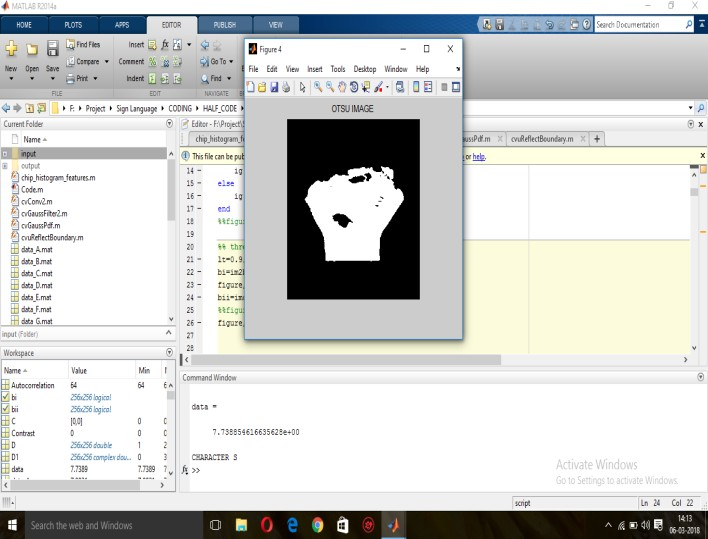 MATLAB R2014a
HOME PLOTS APPS EDITOR PUBLISH VIEW
Search Documentation
New Open Save
Find Files
Compare
Print
Insert fx
Comment %
Indent
Go To
Find
FILE EDIT NAVIGATE
F: Project Sign Language CODING HALF_CODE
Current Folder
Name
input
output
chip_histogram_features.m
Code.m
cvConv2.m
cvGaussFilter2.m
cvGaussPdf.m
cvuReflectBoundary.m
data_A.mat
data_B.mat
data_C.mat
data_D.mat
data_E.mat
data_F.mat
data_G.mat
input (Folder)
Workspace
Name Value Min
Autocorrelation 64 64
bi 256x256 logical
bii 256x256 logical
C [0,0] 0
Contrast 0 0
D 256x256 double 1
D1 256x256 complex dou... 0
data 7.7389 7.7389
Editor - F:\Project\S
chip_histogram_f
aussPdf.m cvuReflectBoundary.m
This file can be pub
or help.
14 ig
15 else
16 ig
17 end
18 %%figu
19
20 %% thre
21 lt=0.9
22 bi=im2B
23 figure,
24 bii=im
25 %%figu
26 figure,
27
28
Figure 4
File Edit View Insert Tools Desktop Window Help
OTSU IMAGE
Command Window
data =
7.738854616635628e+00
CHARACTER S
fx >>
Activate Windows
Go to Settings to activate Windows.
script Ln 24 Col 22
Search the web and Windows
14:13
06-03-2018